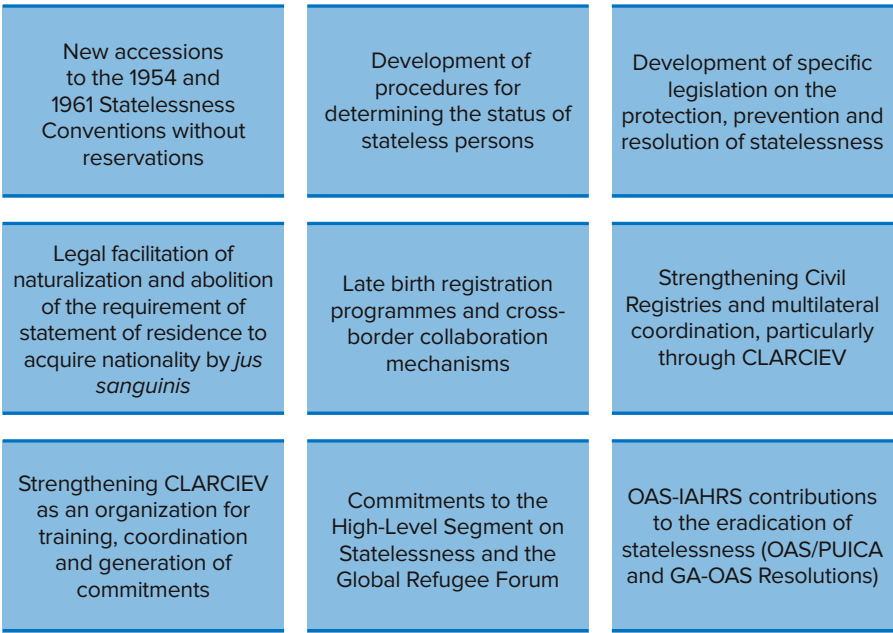 New accessions
to the 1954 and
1961 Statelessness
Conventions without
reservations
Development of
procedures for
determining the status of
stateless persons
Development of specific
legislation on the
protection, prevention and
resolution of statelessness
Legal facilitation of
naturalization and abolition
of the requirement of
statement of residence to
acquire nationality by jus
sanguinis
Late birth registration
programmes and cross-
border collaboration
mechanisms
Strengthening Civil
Registries and multilateral
coordination, particularly
through CLARCIEV
Strengthening CLARCIEV
as an organization for
training, coordination
and generation of
commitments
Commitments to the
High-Level Segment on
Statelessness and the
Global Refugee Forum
OAS-IAHRS contributions
to the eradication of
statelessness (OAS/PUICA
and GA-OAS Resolutions)